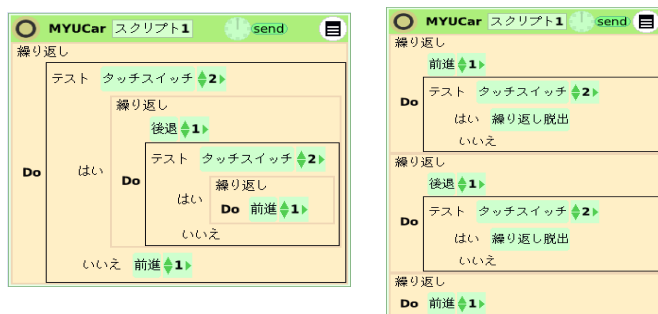 MYUCar スクリプト1 send
繰り返し
Do
テスト タッチスイッチ 2
はい
繰り返し
Do
後退 1
テスト タッチスイッチ 2
はい
繰り返し
Do 前進 1
いいえ
いいえ 前進 1
MYUCar スクリプト1 send
繰り返し
Do
前進 1
テスト タッチスイッチ 2
はい 繰り返し脱出
いいえ
繰り返し
Do
後退 1
テスト タッチスイッチ 2
はい 繰り返し脱出
いいえ
繰り返し
Do 前進 1